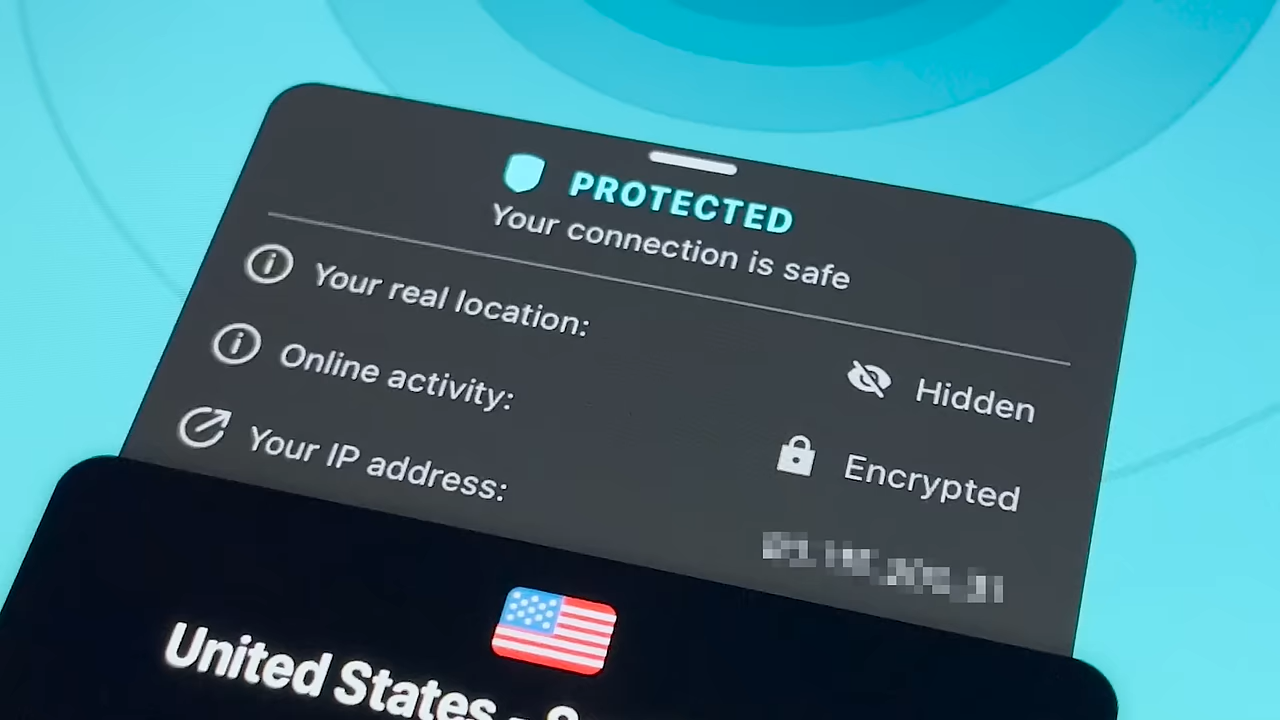 PROTECTED
Your connection is safe
Your real location: Hidden
Online activity: Encrypted
Your IP address:
United States -